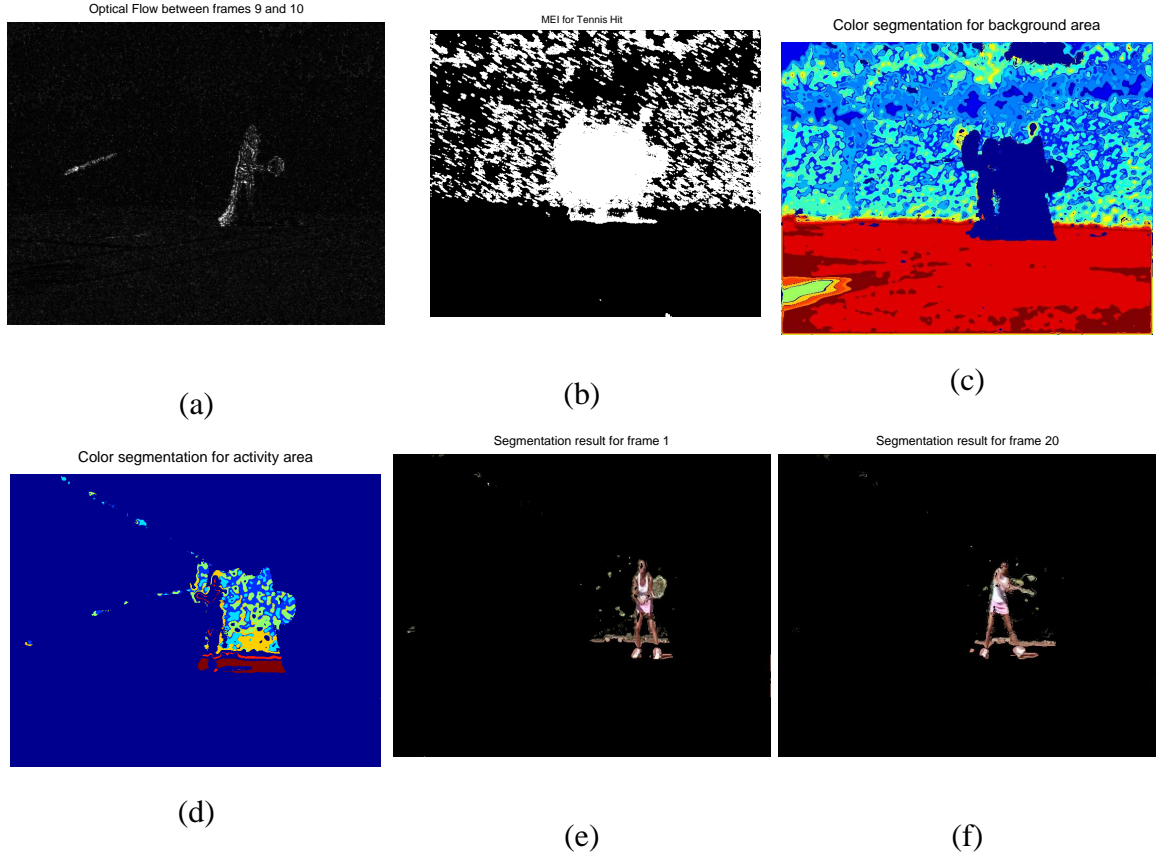 Optical Flow between frames 9 and 10
MEI for Tennis Hit
Color segmentation for background area
(a)
(b)
(c)
Color segmentation for activity area
Segmentation result for frame 1
Segmentation result for frame 20
(d)
(e)
(f)